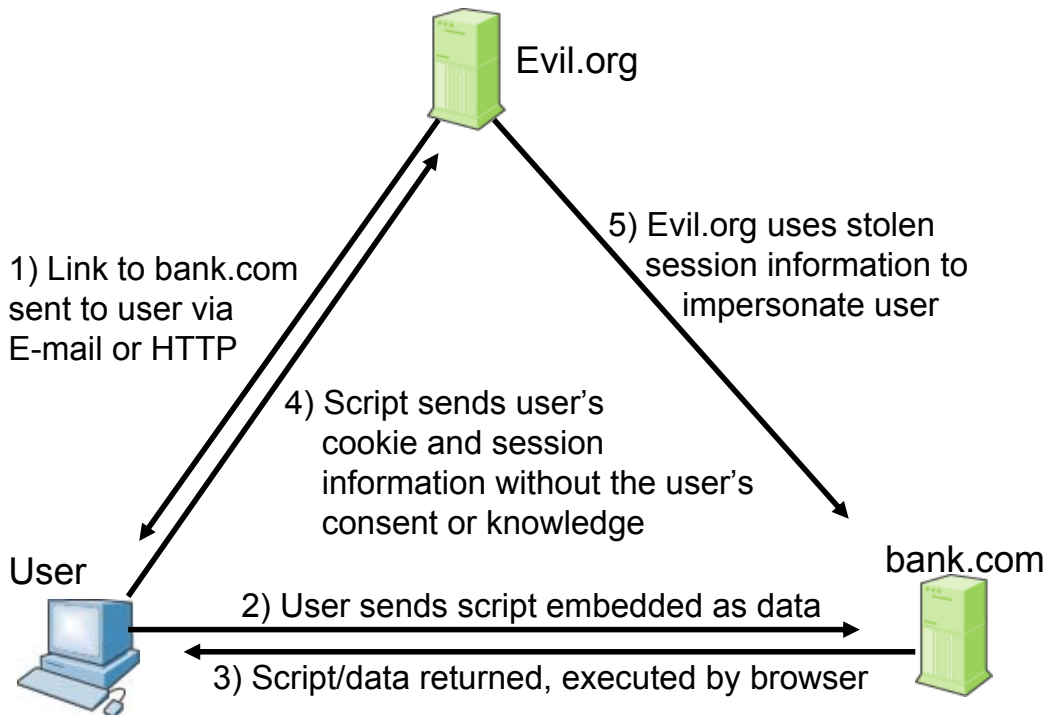 Evil.org
1) Link to bank.com
sent to user via
E-mail or HTTP
5) Evil.org uses stolen
session information to
impersonate user
4) Script sends user’s
cookie and session
information without the user’s
consent or knowledge
User
bank.com
2) User sends script embedded as data
3) Script/data returned, executed by browser